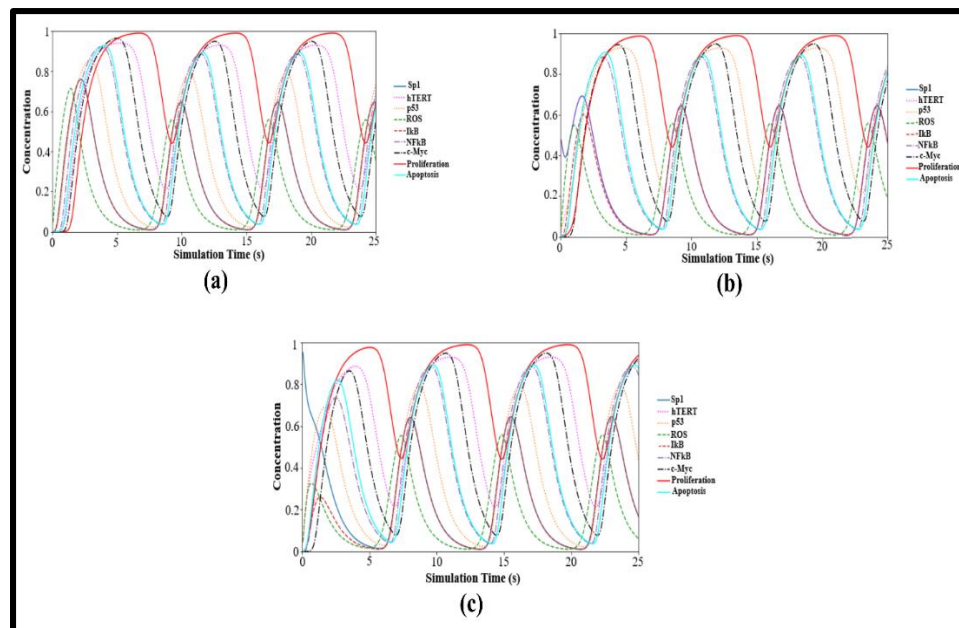 1
0.8
0.6
0.4
0.2
0
Concentration
0 5 10 15 20 25
Simulation Time (s)
Sp1
hTERT
p53
ROS
IkB
NFkB
c-Myc
Proliferation
Apoptosis
(a)
1
0.8
0.6
0.4
0.2
0
Concentration
0 5 10 15 20 25
Simulation Time (s)
Sp1
hTERT
p53
ROS
IkB
NFkB
c-Myc
Proliferation
Apoptosis
(b)
1
0.8
0.6
0.4
0.2
0
Concentration
0 5 10 15 20 25
Simulation Time (s)
Sp1
hTERT
p53
ROS
IkB
NFkB
c-Myc
Proliferation
Apoptosis
(c)